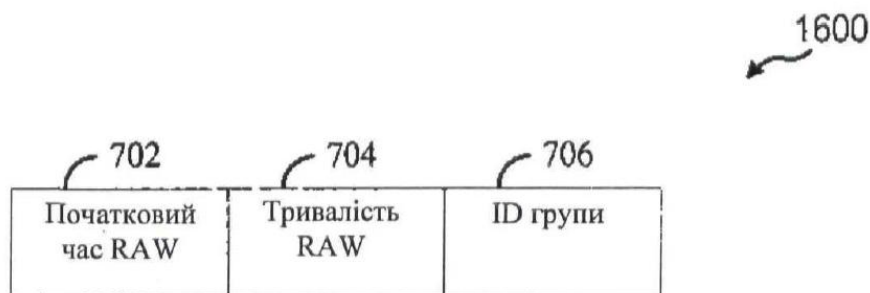 1600
702
704
706
Початковий
час RAW
Тривалість
RAW
ID групи